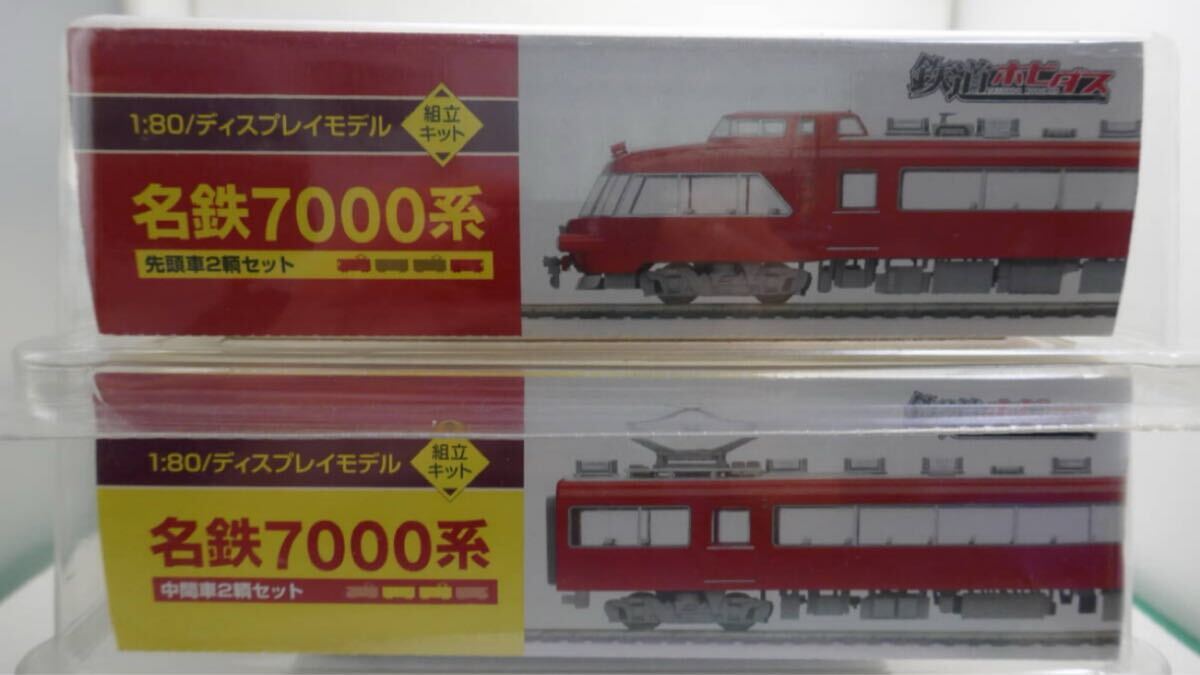 鉄道ホビダス
1:80/ディスプレイモデル
組立
キット
名鉄7000系
先頭車2輌セット
1:80/ディスプレイモデル
組立
キット
名鉄7000系
中間車2輌セット